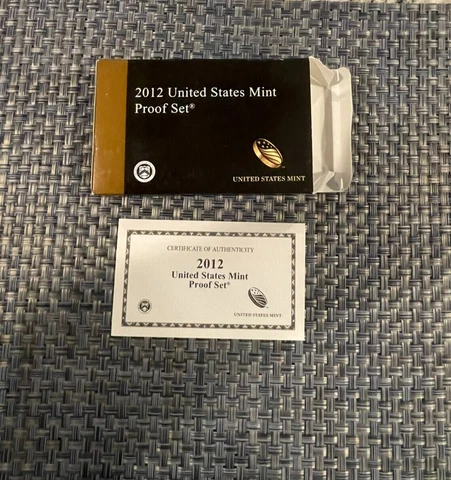 2012 United States Mint
Proof Set®
UNITED STATES MINT
CERTIFICATE OF AUTHENTICITY
2012
United States Mint
Proof Set®
UNITED STATES MINT